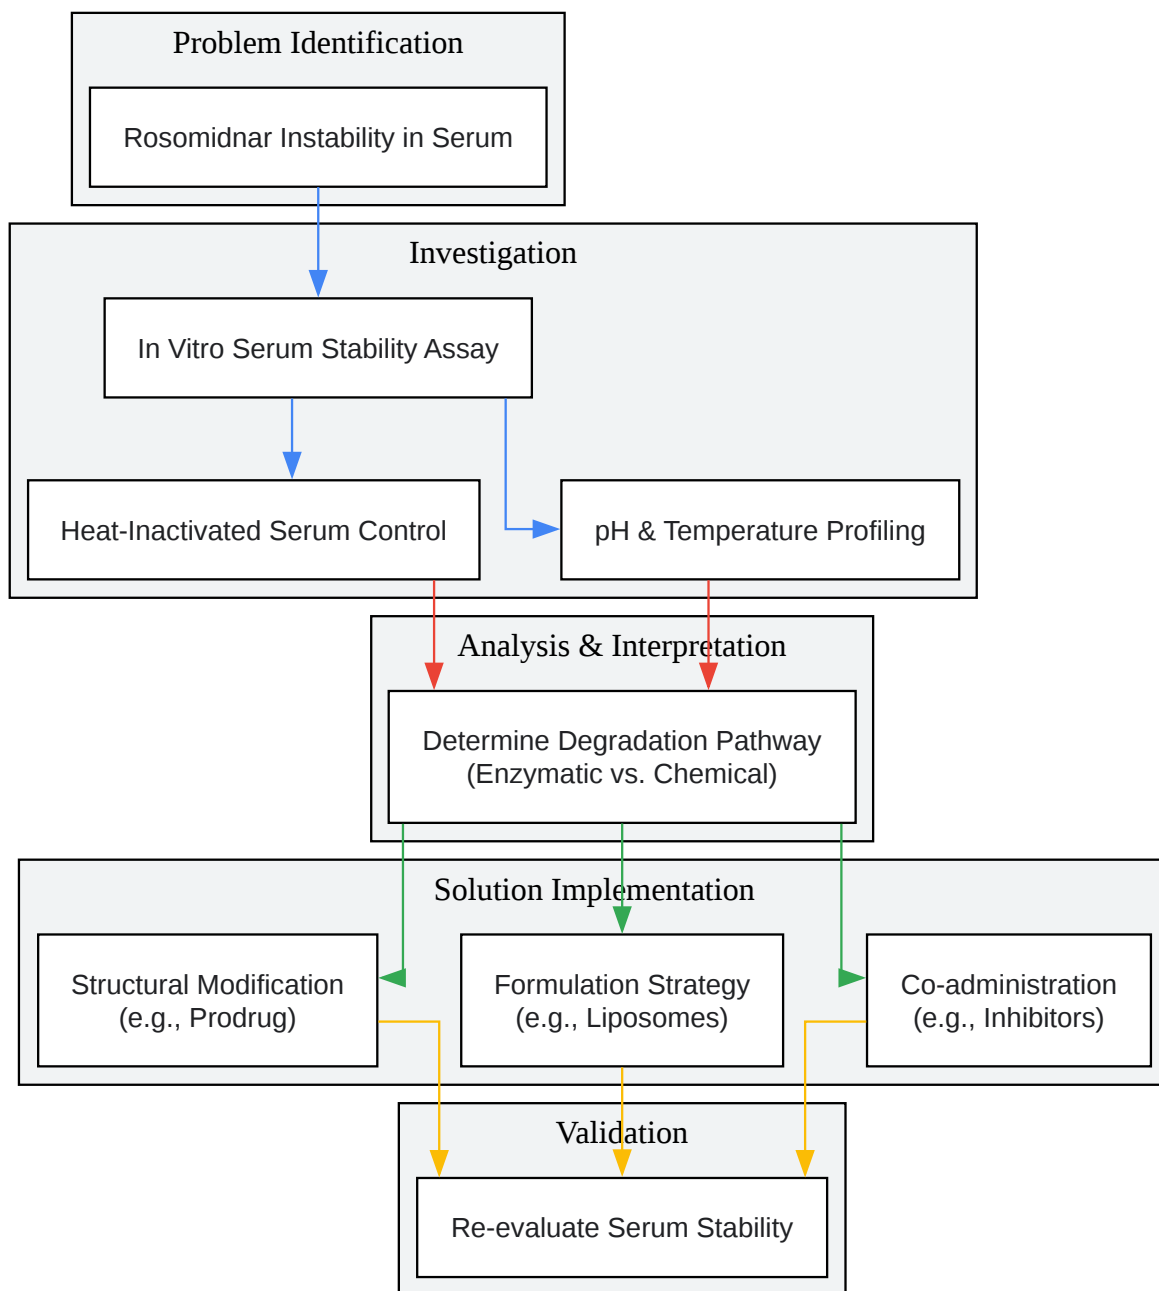 Problem Identification
Rosomidnar Instability in Serum
Investigation
In Vitro Serum Stability Assay
Heat-Inactivated Serum Control
pH & Temperature Profiling
Analysis & Interpretation
Determine Degradation Pathway
(Enzymatic vs. Chemical)
Solution Implementation
Structural Modification
(e.g., Prodrug)
Formulation Strategy
(e.g., Liposomes)
Co-administration
(e.g., Inhibitors)
Validation
Re-evaluate Serum Stability